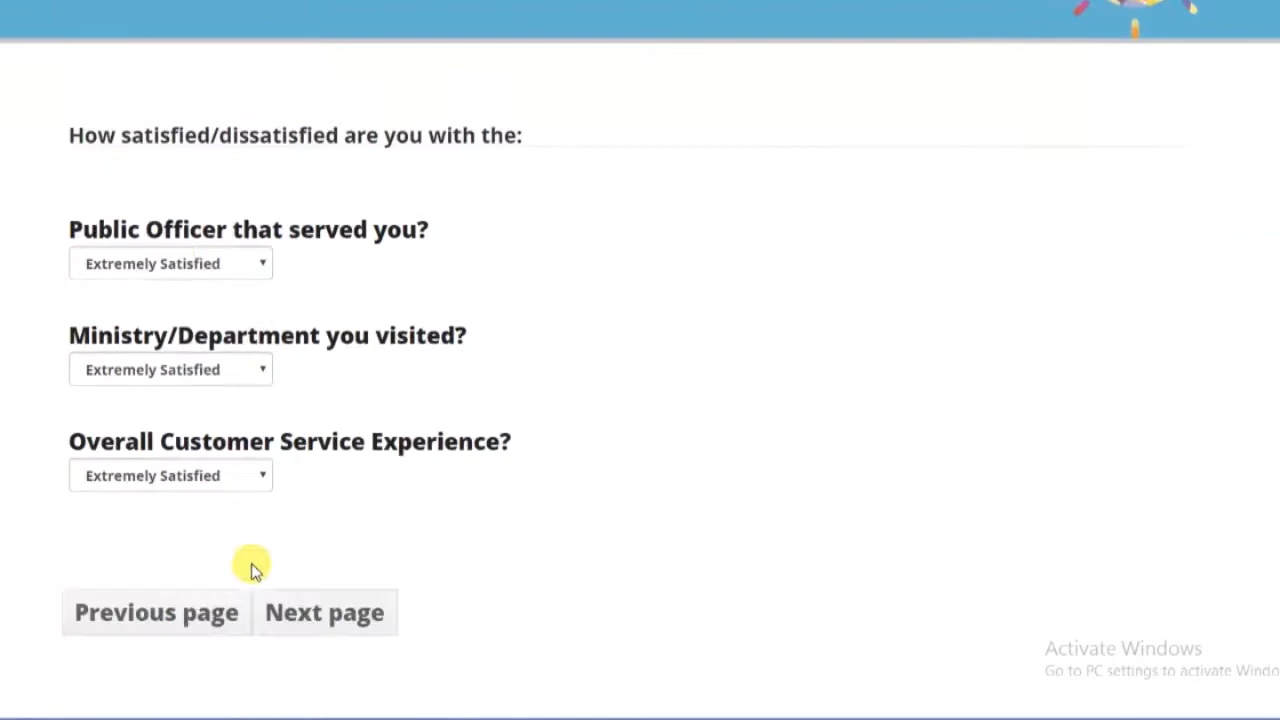 How satisfied/dissatisfied are you with the:
Public Officer that served you?
Extremely Satisfied
Ministry/Department you visited?
Extremely Satisfied
Overall Customer Service Experience?
Extremely Satisfied
Previous page
Next page
Activate Windows
Go to PC settings to activate Windo